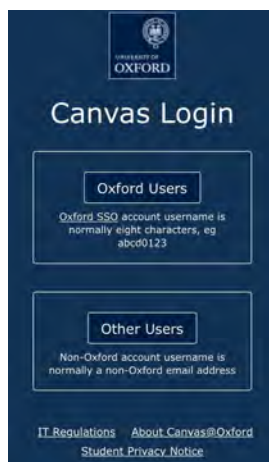 UNIVERSITY OF
OXFORD
Canvas Login
Oxford Users
Oxford SSO account username is
normally eight characters, eg
abcd0123
Other Users
Non-Oxford account username is
normally a non-Oxford email address
IT Regulations About Canvas@Oxford
Student Privacy Notice